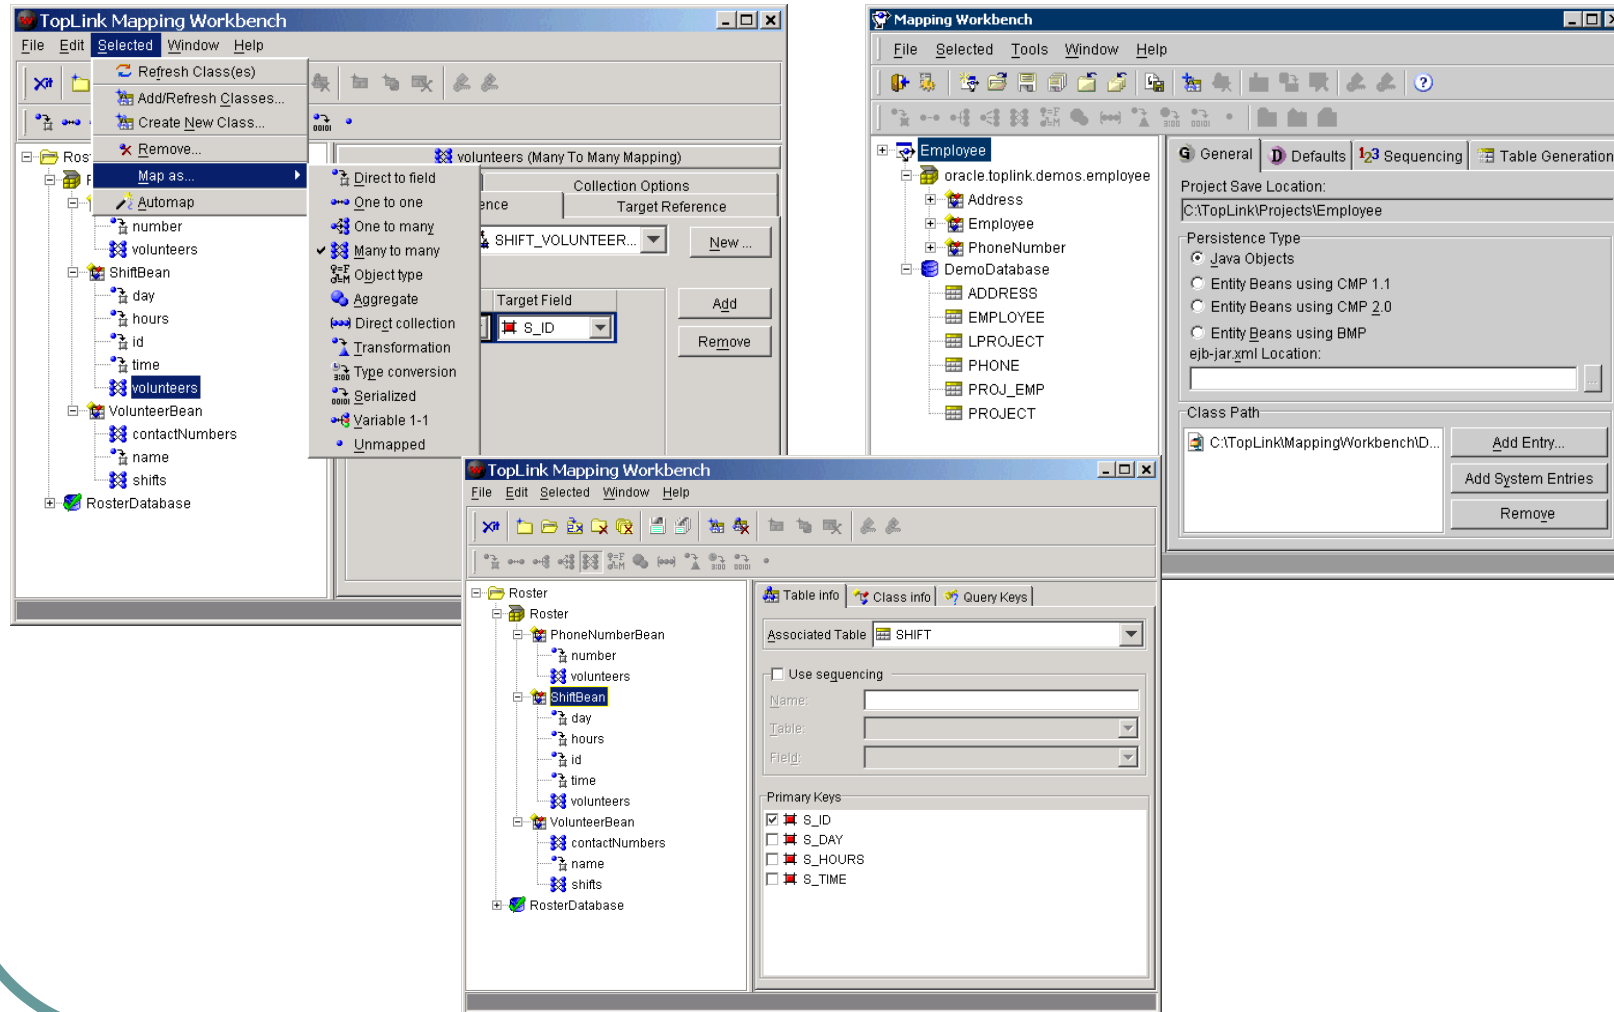 TopLink Mapping Workbench
File Edit Selected Window Help
Refresh Class(es)
Add/Refresh Classes...
Create New Class...
Remove...
Map as...
Automap
Direct to field
One to one
One to many
Many to many
Object type
Aggregate
Direct collection
Transformation
Type conversion
Serialized
Variable 1-1
Unmapped
number
volunteers
ShiftBean
day
hours
id
time
volunteers
VolunteerBean
contactNumbers
name
shifts
RosterDatabase
volunteers (Many To Many Mapping)
Collection Options
Target Reference
SHIFT_VOLUNTEER...
New ...
Target Field
S_ID
Add
Remove
Mapping Workbench
File Selected Tools Window Help
Employee
oracle.toplink.demos.employee
Address
Employee
PhoneNumber
DemoDatabase
ADDRESS
EMPLOYEE
LPROJECT
PHONE
PROJ_EMP
PROJECT
General Defaults Sequencing Table Generation
Project Save Location:
C:\TopLink\Projects\Employee
Persistence Type
Java Objects
Entity Beans using CMP 1.1
Entity Beans using CMP 2.0
Entity Beans using BMP
ejb-jar.xml Location:
...
Class Path
C:\TopLink\MappingWorkbench\D...
Add Entry...
Add System Entries
Remove
TopLink Mapping Workbench
File Edit Selected Window Help
Roster
Roster
PhoneNumberBean
number
volunteers
ShiftBean
day
hours
id
time
volunteers
VolunteerBean
contactNumbers
name
shifts
RosterDatabase
Table info Class info Query Keys
Associated Table SHIFT
Use sequencing
Name:
Table:
Field:
Primary Keys
S_ID
S_DAY
S_HOURS
S_TIME